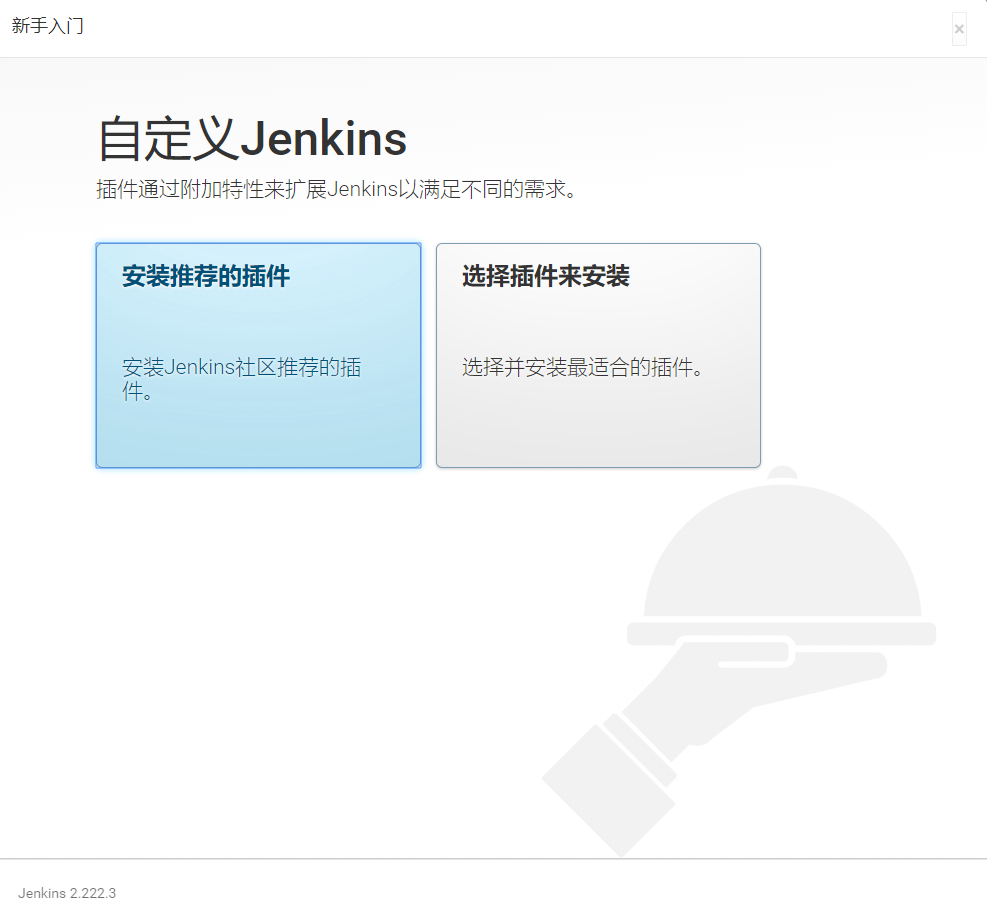 新手入门
×
自定义Jenkins
插件通过附加特性来扩展Jenkins以满足不同的需求。
安装推荐的插件
安装Jenkins社区推荐的插
件。
选择插件来安装
选择并安装最适合的插件。
Jenkins 2.222.3